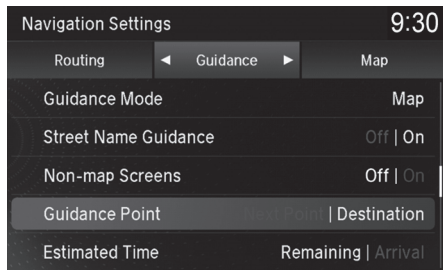 Navigation Settings 9:30
Routing ◄ Guidance ► Map
Guidance Mode Map
Street Name Guidance Off | On
Non-map Screens Off | On
Guidance Point Next Point | Destination
Estimated Time Remaining | Arrival